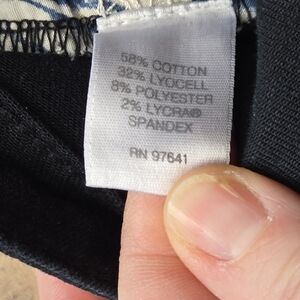 58% COTTON
32% LYOCELL
8% POLYESTER
2% LYCRA®
SPANDEX
RN 97641